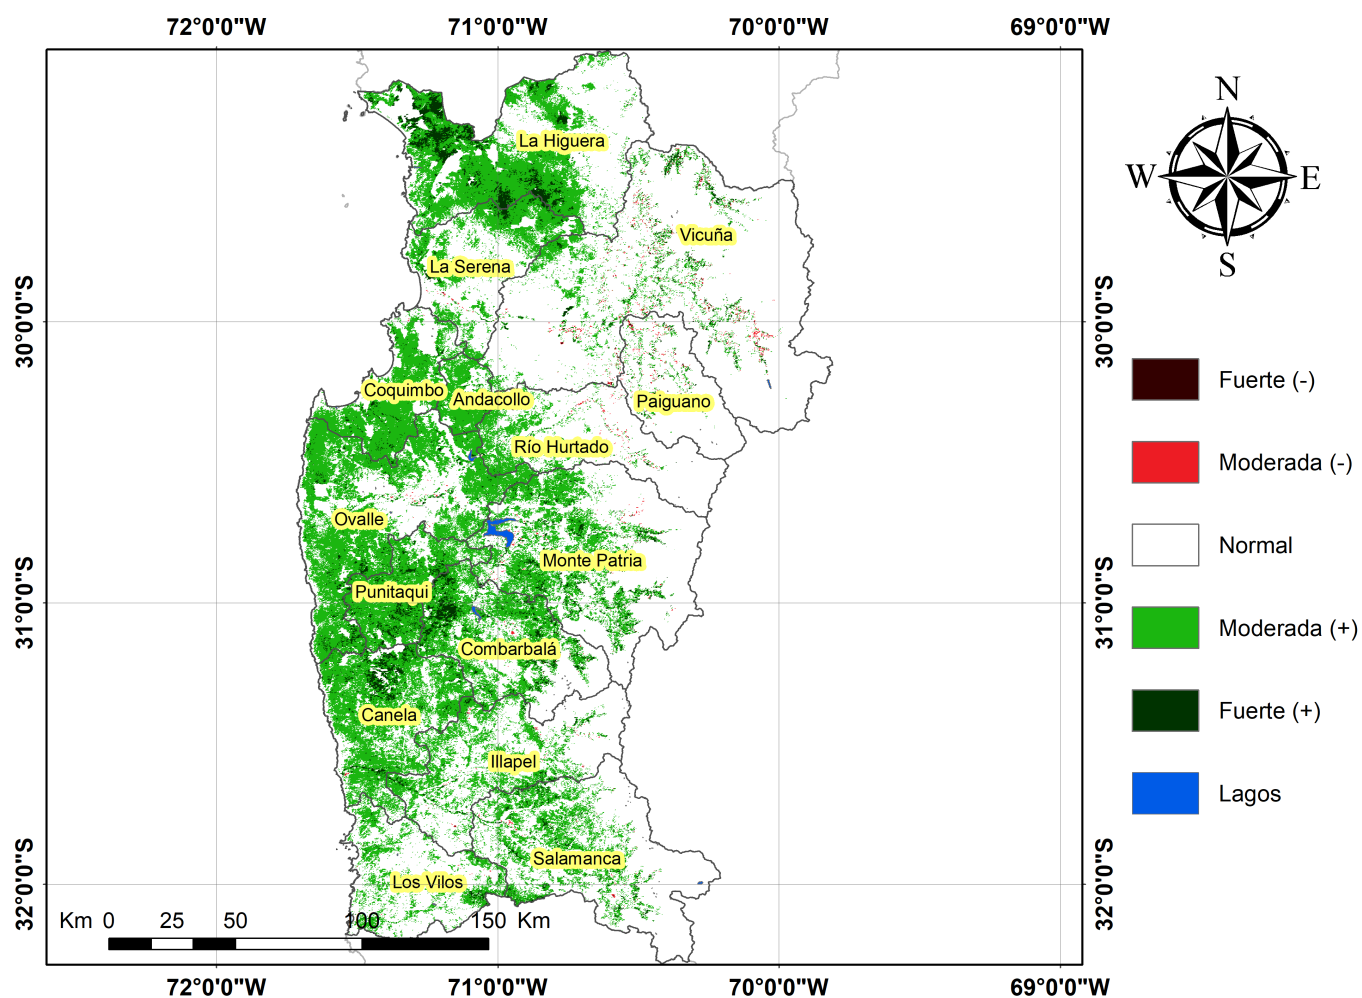 72°0'0"W 71°0'0"W 70°0'0"W 69°0'0"W
N
W E
S
30°0'0"S
31°0'0"S
32°0'0"S
La Higuera
Vicuña
La Serena
Coquimbo
Andacollo
Paiguano
Río Hurtado
Ovalle
Monte Patria
Punitaqui
Combarbalá
Canela
Illapel
Salamanca
Los Vilos
Km 0 25 50 100 150 Km
30°0'0"S
31°0'0"S
32°0'0"S
Fuerte (-)
Moderada (-)
Normal
Moderada (+)
Fuerte (+)
Lagos
72°0'0"W 71°0'0"W 70°0'0"W 69°0'0"W